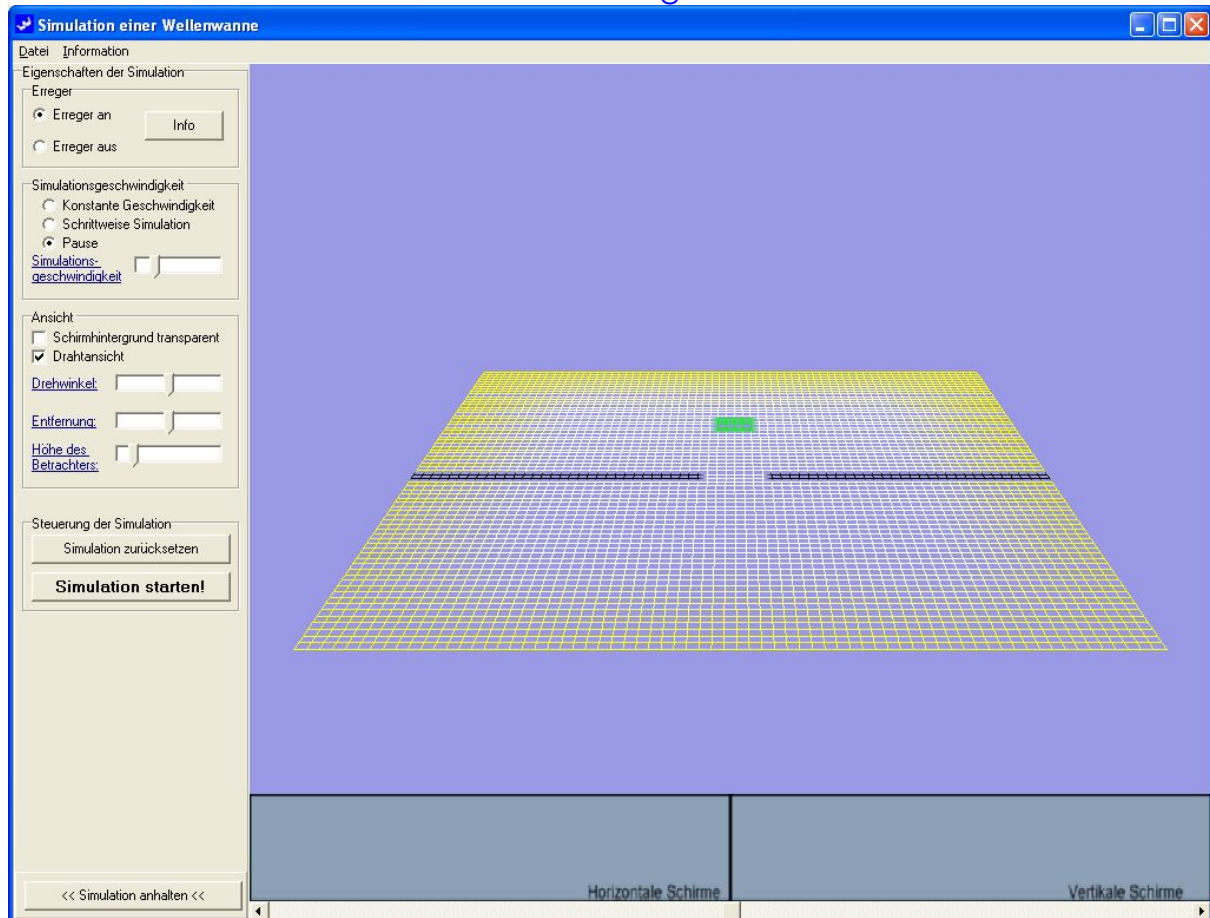 Simulation einer Wellenwanne
Datei Information
Eigenschaften der Simulation
Erreger
Erreger an
Info
Erreger aus
Simulationsgeschwindigkeit
Konstante Geschwindigkeit
Schrittweise Simulation
Pause
Simulations-
geschwindigkeit
Ansicht
Schirmhintergrund transparent
Drahtansicht
Drehwinkel:
Entfernung:
Höhe des
Betrachters:
Steuerung der Simulation
Simulation zurücksetzen
Simulation starten!
<< Simulation anhalten <<
Horizontale Schirme
Vertikale Schirme